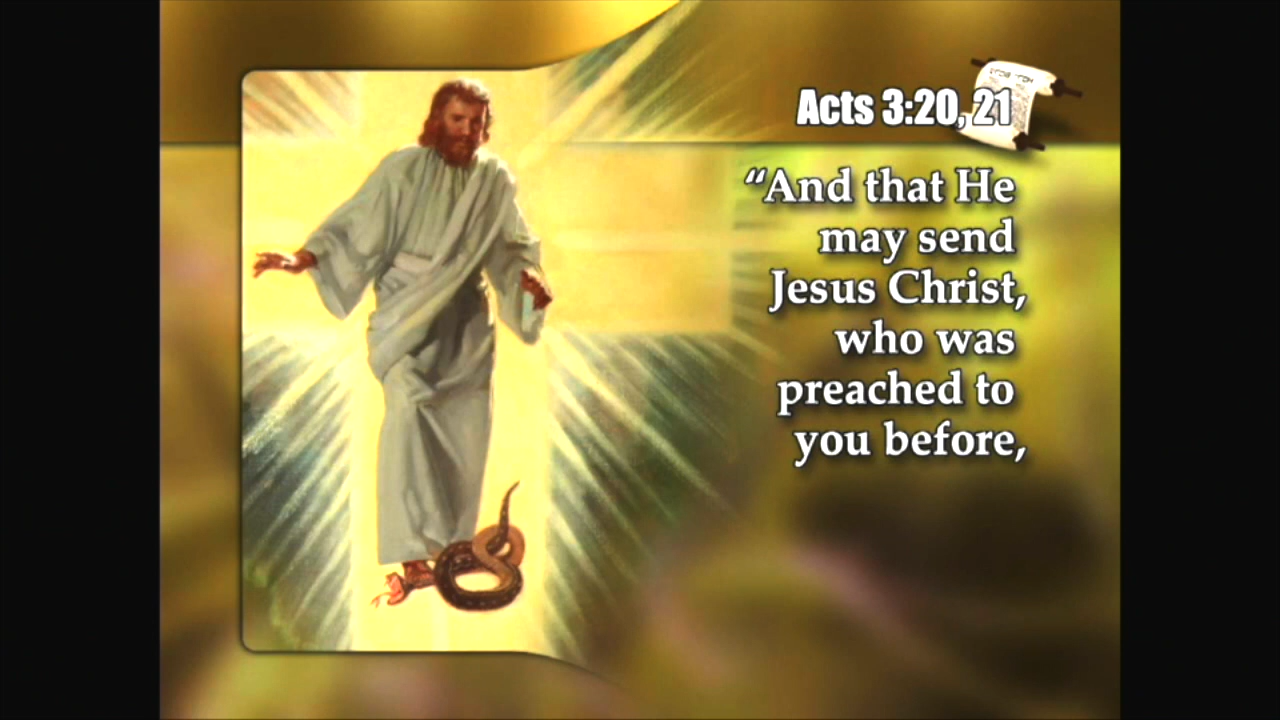 Acts 3:20, 21
“And that He
may send
Jesus Christ,
who was
preached to
you before,